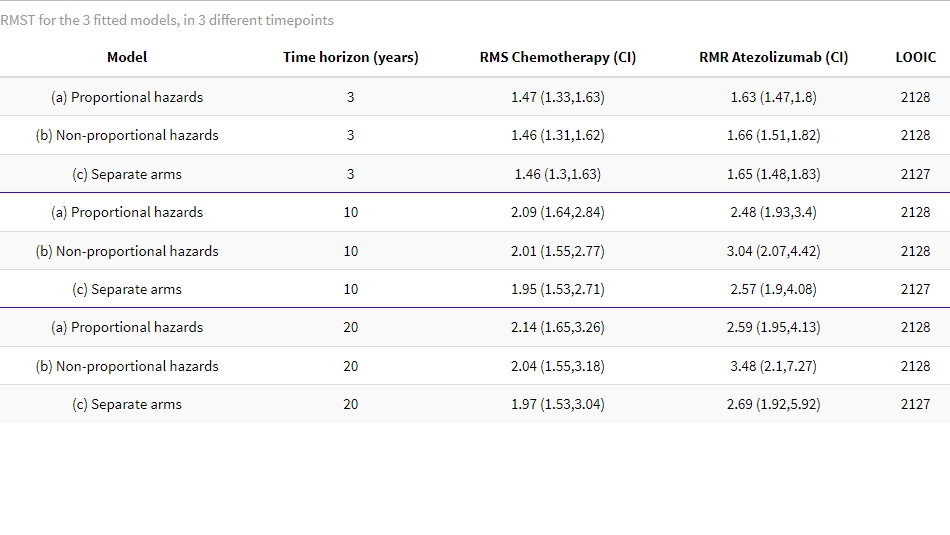 RMST for the 3 fitted models, in 3 different timepoints
Model Time horizon (years) RMS Chemotherapy (CI) RMR Atezolizumab (CI) LOOIC
(a) Proportional hazards 3 1.47 (1.33,1.63) 1.63 (1.47,1.8) 2128
(b) Non-proportional hazards 3 1.46 (1.31,1.62) 1.66 (1.51,1.82) 2128
(c) Separate arms 3 1.46 (1.3,1.63) 1.65 (1.48,1.83) 2127
(a) Proportional hazards 10 2.09 (1.64,2.84) 2.48 (1.93,3.4) 2128
(b) Non-proportional hazards 10 2.01 (1.55,2.77) 3.04 (2.07,4.42) 2128
(c) Separate arms 10 1.95 (1.53,2.71) 2.57 (1.9,4.08) 2127
(a) Proportional hazards 20 2.14 (1.65,3.26) 2.59 (1.95,4.13) 2128
(b) Non-proportional hazards 20 2.04 (1.55,3.18) 3.48 (2.1,7.27) 2128
(c) Separate arms 20 1.97 (1.53,3.04) 2.69 (1.92,5.92) 2127